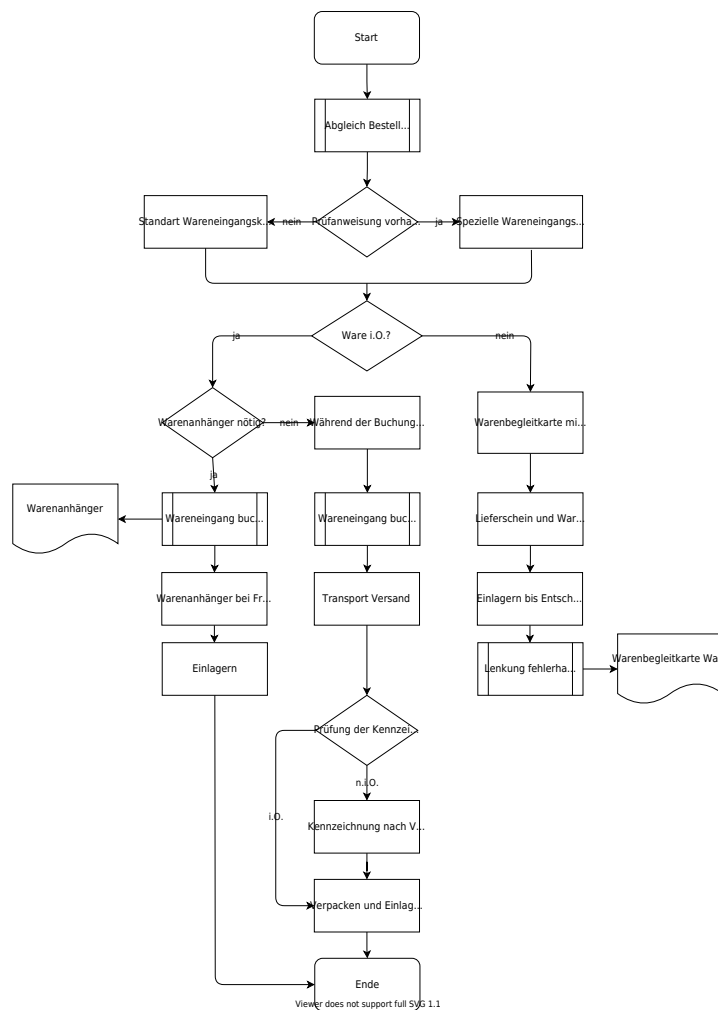 Start
Abgleich Bestell...
Standart Wareneingangsk...
nein
Prüfanweisung vorha...
ja
Spezielle Wareneingangs...
Ware i.O.?
ja
nein
Warenanhänger nötig?
nein
Während der Buchung...
Warenbegleitkarte mi...
ja
Warenanhänger
Wareneingang buc...
Wareneingang buc...
Lieferschein und War...
Warenanhänger bei Fr...
Transport Versand
Einlagern bis Entsch...
Einlagern
Lenkung fehlerha...
Warenbegleitkarte Wa
Prüfung der Kennzei...
n.i.O.
i.O.
Kennzeichnung nach V...
Verpacken und Einlag...
Ende
Viewer does not support full SVG 1.1